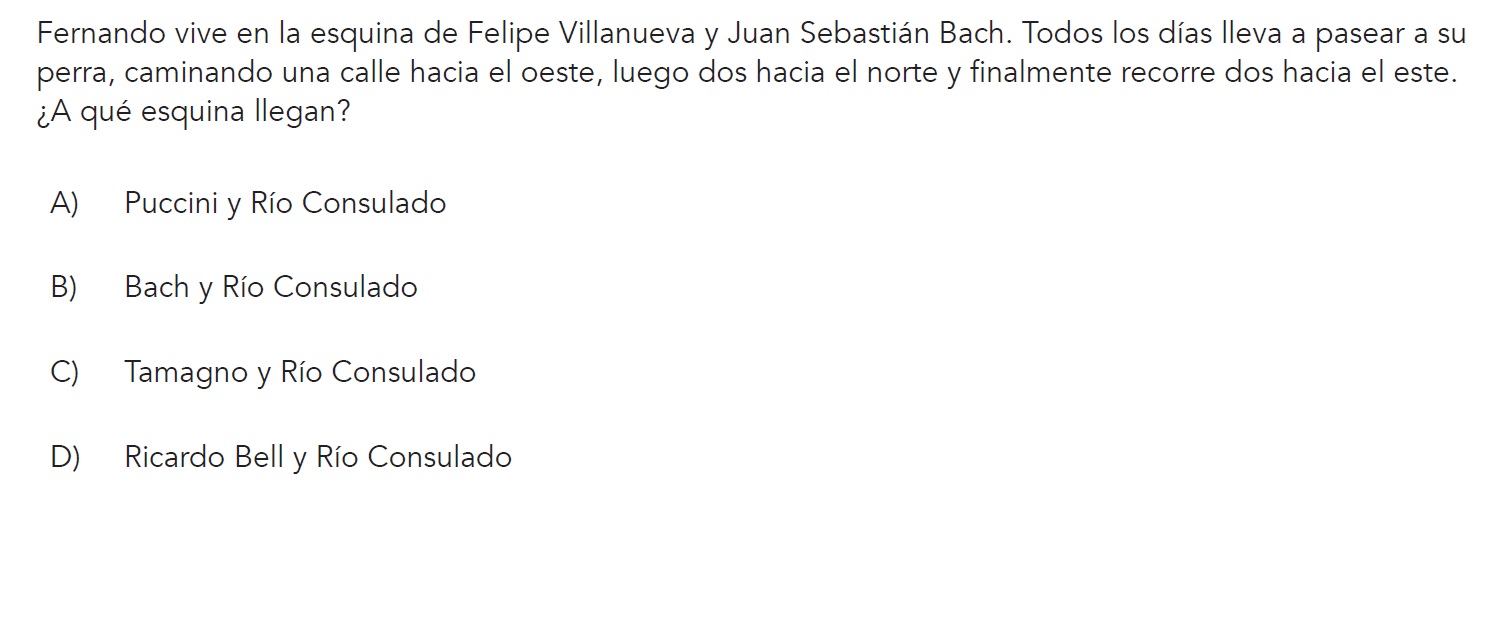 Fernando vive en la esquina de Felipe Villanueva y Juan Sebastián Bach. Todos los días lleva a pasear a su
perra, caminando una calle hacia el oeste, luego dos hacia el norte y finalmente recorre dos hacia el este.
¿A qué esquina llegan?
A) Puccini y Río Consulado
B) Bach y Río Consulado
C) Tamagno y Río Consulado
D) Ricardo Bell y Río Consulado